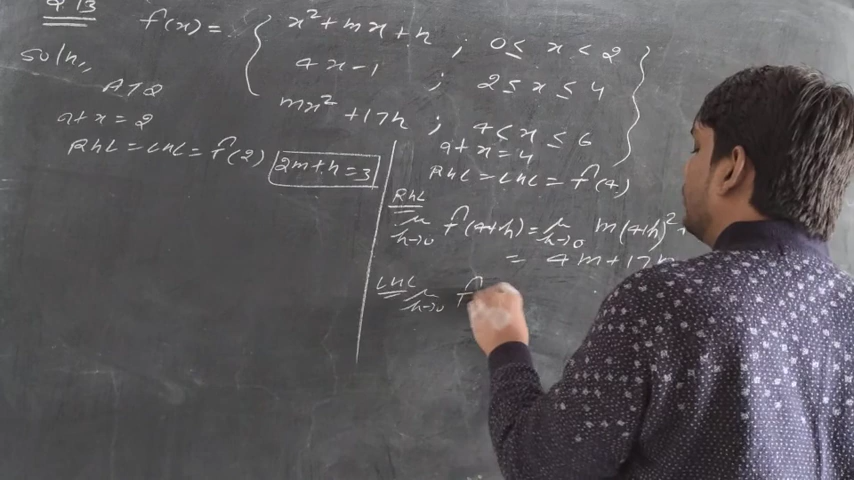 Q 13
f(x) = { x² + mx + n ; 0 ≤ x < 2
4x - 1 ; 2 ≤ x ≤ 4
mx² + 17n ; 4 < x ≤ 6 }
Soln,,
ATQ
at x = 2
RHL = LHL = f(2)
2m + n = 3
at x = 4
RHL = LHL = f(4)
RHL
lim h→0 f(4+h) = lim h→0 m(4+h)²
= 4m + 17n
LHL
lim h→0 f